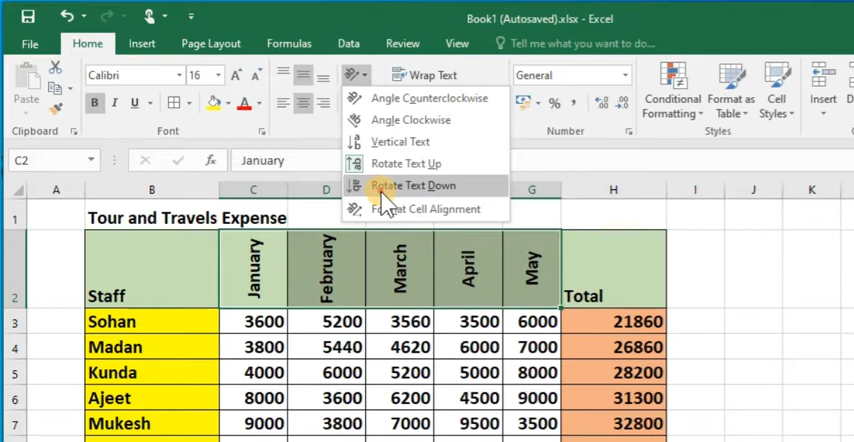 Book1 (Autosaved).xlsx - Excel
File Home Insert Page Layout Formulas Data Review View Tell me what you want to do...
Calibri 16 A A Wrap Text General
Paste B I U A % , Conditional Formatting Format as Table Cell Styles Insert
Clipboard Font Number Styles
Angle Counterclockwise
Angle Clockwise
Vertical Text
Rotate Text Up
Rotate Text Down
Format Cell Alignment
C2 fx January
A B C D G H I J K
1 Tour and Travels Expense
2 Staff January February March April May Total
3 Sohan 3600 5200 3560 3500 6000 21860
4 Madan 3800 5440 4620 6000 7000 26860
5 Kunda 4000 6000 5200 5000 8000 28200
6 Ajeet 8000 3600 6200 4500 9000 31300
7 Mukesh 9000 3800 7000 9500 3500 32800